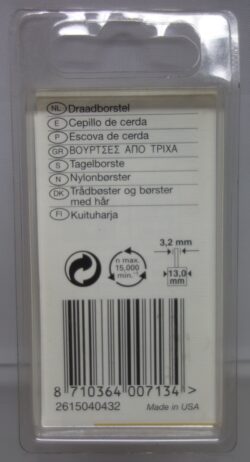 NL Draadborstel
E Cepillo de cerda
P Escova de cerda
GR ΒΟΥΡΤΣΕΣ ΑΠΟ ΤΡΙΧΑ
S Tagelborste
N Nylonbørster
DK Trådbøster og børster
med hår
FI Kuituharja
3,2 mm
n max.
15,000
min.⁻¹
13,0
mm
8 710364 007134 >
2615040432 Made in USA